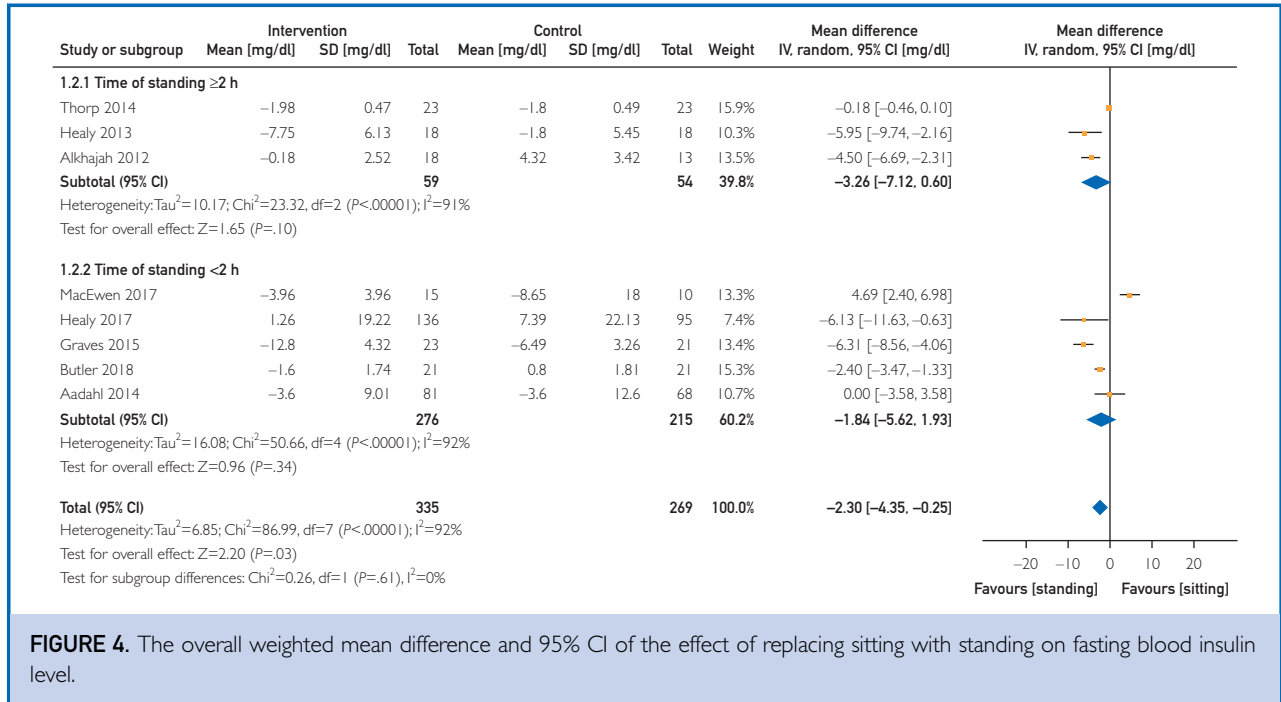 Intervention Control Mean difference Mean difference
Study or subgroup Mean [mg/dl] SD [mg/dl] Total Mean [mg/dl] SD [mg/dl] Total Weight IV, random, 95% CI [mg/dl] IV, random, 95% CI [mg/dl]
1.2.1 Time of standing ≥2 h
Thorp 2014 −1.98 0.47 23 −1.8 0.49 23 15.9% −0.18 [−0.46, 0.10]
Healy 2013 −7.75 6.13 18 −1.8 5.45 18 10.3% −5.95 [−9.74, −2.16]
Alkhajah 2012 −0.18 2.52 18 4.32 3.42 13 13.5% −4.50 [−6.69, −2.31]
Subtotal (95% CI) 59 54 39.8% −3.26 [−7.12, 0.60]
Heterogeneity: Tau²=10.17; Chi²=23.32, df=2 (P<.00001); I²=91%
Test for overall effect: Z=1.65 (P=.10)
1.2.2 Time of standing <2 h
MacEwen 2017 −3.96 3.96 15 −8.65 18 10 13.3% 4.69 [2.40, 6.98]
Healy 2017 1.26 19.22 136 7.39 22.13 95 7.4% −6.13 [−11.63, −0.63]
Graves 2015 −12.8 4.32 23 −6.49 3.26 21 13.4% −6.31 [−8.56, −4.06]
Butler 2018 −1.6 1.74 21 0.8 1.81 21 15.3% −2.40 [−3.47, −1.33]
Aadahl 2014 −3.6 9.01 81 −3.6 12.6 68 10.7% 0.00 [−3.58, 3.58]
Subtotal (95% CI) 276 215 60.2% −1.84 [−5.62, 1.93]
Heterogeneity: Tau²=16.08; Chi²=50.66, df=4 (P<.00001); I²=92%
Test for overall effect: Z=0.96 (P=.34)
Total (95% CI) 335 269 100.0% −2.30 [−4.35, −0.25]
Heterogeneity: Tau²=6.85; Chi²=86.99, df=7 (P<.00001); I²=92%
Test for overall effect: Z=2.20 (P=.03)
Test for subgroup differences: Chi²=0.26, df=1 (P=.61), I²=0%
−20 −10 0 10 20
Favours [standing] Favours [sitting]
FIGURE 4. The overall weighted mean difference and 95% CI of the effect of replacing sitting with standing on fasting blood insulin
level.